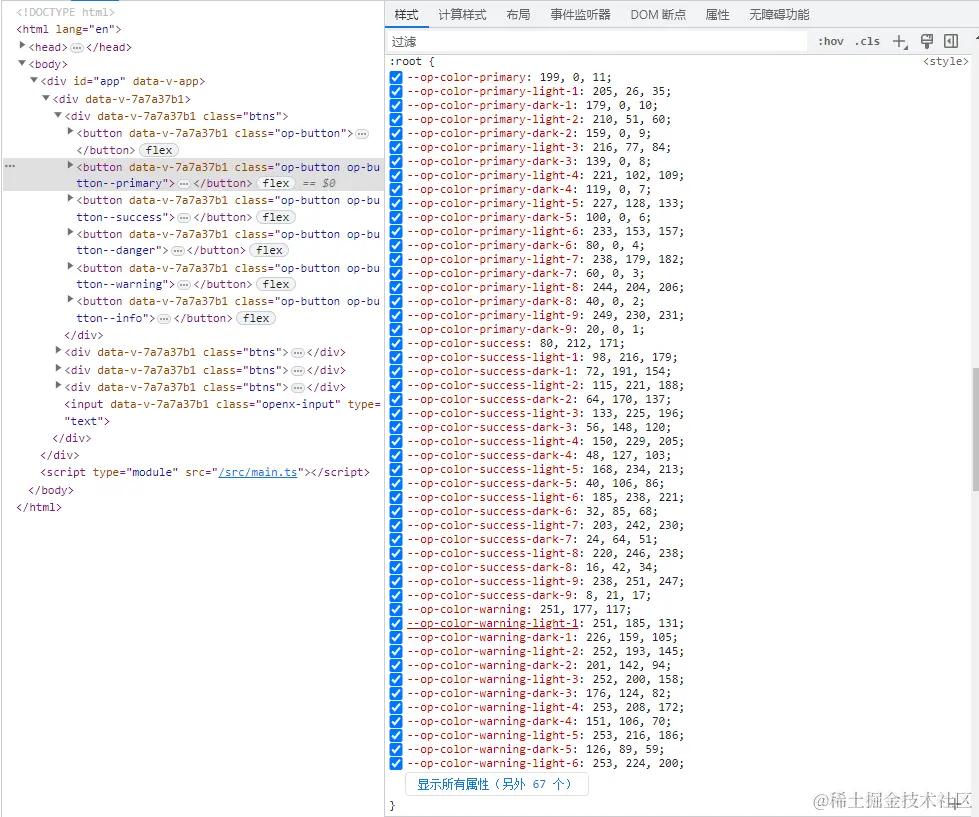 <!DOCTYPE html>
<html lang="en">
<head>…</head>
<body>
<div id="app" data-v-app>
<div data-v-7a7a37b1>
<div data-v-7a7a37b1 class="btns">
<button data-v-7a7a37b1 class="op-button">…
</button> flex
<button data-v-7a7a37b1 class="op-button op-bu
tton--primary">…</button> flex == $0
<button data-v-7a7a37b1 class="op-button op-bu
tton--success">…</button> flex
<button data-v-7a7a37b1 class="op-button op-bu
tton--danger">…</button> flex
<button data-v-7a7a37b1 class="op-button op-bu
tton--warning">…</button> flex
<button data-v-7a7a37b1 class="op-button op-bu
tton--info">…</button> flex
</div>
<div data-v-7a7a37b1 class="btns">…</div>
<div data-v-7a7a37b1 class="btns">…</div>
<div data-v-7a7a37b1 class="btns">…</div>
<input data-v-7a7a37b1 class="openx-input" type=
"text">
</div>
</div>
<script type="module" src="/src/main.ts"></script>
</body>
</html>
样式 计算样式 布局 事件监听器 DOM 断点 属性 无障碍功能
过滤 :hov .cls
:root { <style>
--op-color-primary: 199, 0, 11;
--op-color-primary-light-1: 205, 26, 35;
--op-color-primary-dark-1: 179, 0, 10;
--op-color-primary-light-2: 210, 51, 60;
--op-color-primary-dark-2: 159, 0, 9;
--op-color-primary-light-3: 216, 77, 84;
--op-color-primary-dark-3: 139, 0, 8;
--op-color-primary-light-4: 221, 102, 109;
--op-color-primary-dark-4: 119, 0, 7;
--op-color-primary-light-5: 227, 128, 133;
--op-color-primary-dark-5: 100, 0, 6;
--op-color-primary-light-6: 233, 153, 157;
--op-color-primary-dark-6: 80, 0, 4;
--op-color-primary-light-7: 238, 179, 182;
--op-color-primary-dark-7: 60, 0, 3;
--op-color-primary-light-8: 244, 204, 206;
--op-color-primary-dark-8: 40, 0, 2;
--op-color-primary-light-9: 249, 230, 231;
--op-color-primary-dark-9: 20, 0, 1;
--op-color-success: 80, 212, 171;
--op-color-success-light-1: 98, 216, 179;
--op-color-success-dark-1: 72, 191, 154;
--op-color-success-light-2: 115, 221, 188;
--op-color-success-dark-2: 64, 170, 137;
--op-color-success-light-3: 133, 225, 196;
--op-color-success-dark-3: 56, 148, 120;
--op-color-success-light-4: 150, 229, 205;
--op-color-success-dark-4: 48, 127, 103;
--op-color-success-light-5: 168, 234, 213;
--op-color-success-dark-5: 40, 106, 86;
--op-color-success-light-6: 185, 238, 221;
--op-color-success-dark-6: 32, 85, 68;
--op-color-success-light-7: 203, 242, 230;
--op-color-success-dark-7: 24, 64, 51;
--op-color-success-light-8: 220, 246, 238;
--op-color-success-dark-8: 16, 42, 34;
--op-color-success-light-9: 238, 251, 247;
--op-color-success-dark-9: 8, 21, 17;
--op-color-warning: 251, 177, 117;
--op-color-warning-light-1: 251, 185, 131;
--op-color-warning-dark-1: 226, 159, 105;
--op-color-warning-light-2: 252, 193, 145;
--op-color-warning-dark-2: 201, 142, 94;
--op-color-warning-light-3: 252, 200, 158;
--op-color-warning-dark-3: 176, 124, 82;
--op-color-warning-light-4: 253, 208, 172;
--op-color-warning-dark-4: 151, 106, 70;
--op-color-warning-light-5: 253, 216, 186;
--op-color-warning-dark-5: 126, 89, 59;
--op-color-warning-light-6: 253, 224, 200;
显示所有属性（另外 67 个）
}
@稀土掘金技术社区